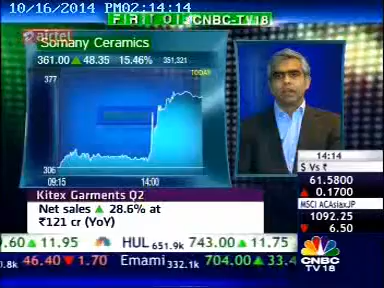 10/16/2014 PM02:14:14
CNBC-TV18
airtel
Somany Ceramics
361.00 ▲ 48.35 15.46% 351,321
377
TODAY
306
09:15 14:00
14:14
$ Vs ₹
61.5800
▲ 0.1700
MSCI ACAsiaxJP
1092.25
▼ 6.50
Kitex Garments Q2
Net sales ▲ 28.6% at
₹121 cr (YoY)
.60 ▲ 11.95 HUL 651.9k 743.00 ▲ 11.75
0.8k 46.40 ▼ 1.70 Emami 332.1k 704.00 ▲ 33.4
CNBC
TV18